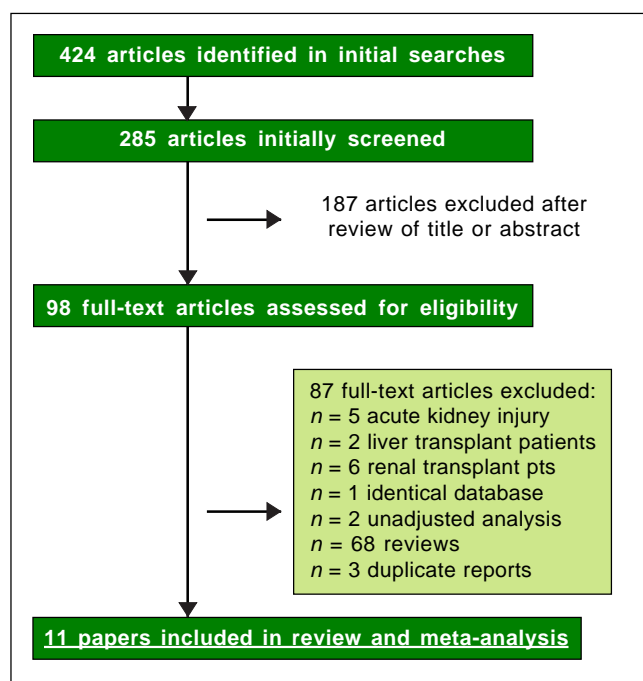 424 articles identified in initial searches
285 articles initially screened
187 articles excluded after
review of title or abstract
98 full-text articles assessed for eligibility
87 full-text articles excluded:
n = 5 acute kidney injury
n = 2 liver transplant patients
n = 6 renal transplant pts
n = 1 identical database
n = 2 unadjusted analysis
n = 68 reviews
n = 3 duplicate reports
11 papers included in review and meta-analysis